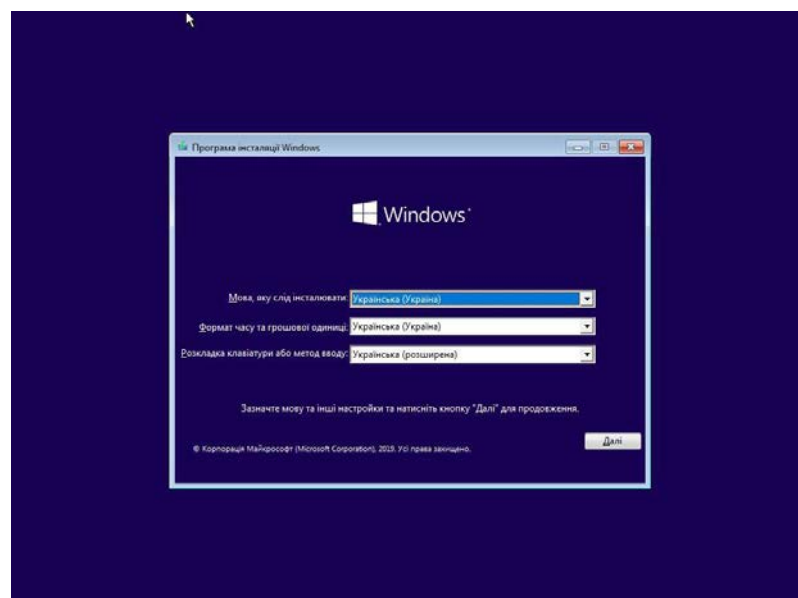 Програма інсталяції Windows
Windows
Мова, яку слід інсталювати: Українська (Україна)
Формат часу та грошової одиниці: Українська (Україна)
Розкладка клавіатури або метод вводу: Українська (розширена)
Зазначте мову та інші настройки та натисніть кнопку "Далі" для продовження.
© Корпорація Майкрософт (Microsoft Corporation), 2019. Усі права захищено.
Далі